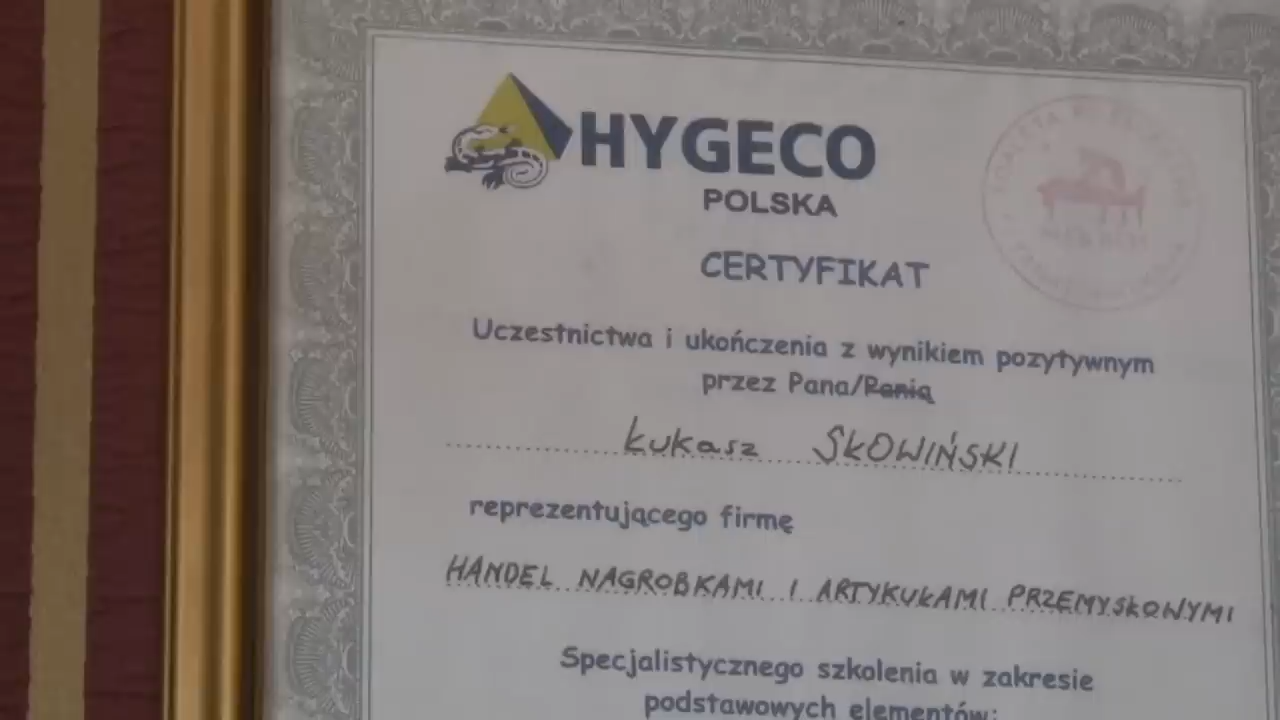 HYGECO
POLSKA
CERTYFIKAT
Uczestnictwa i ukończenia z wynikiem pozytywnym
przez Pana/Panią
Łukasz SŁOWIŃSKI
reprezentującego firmę
HANDEL NAGROBKAMI I ARTYKUŁAMI PRZEMYSŁOWYMI
Specjalistycznego szkolenia w zakresie
podstawowych elementów: